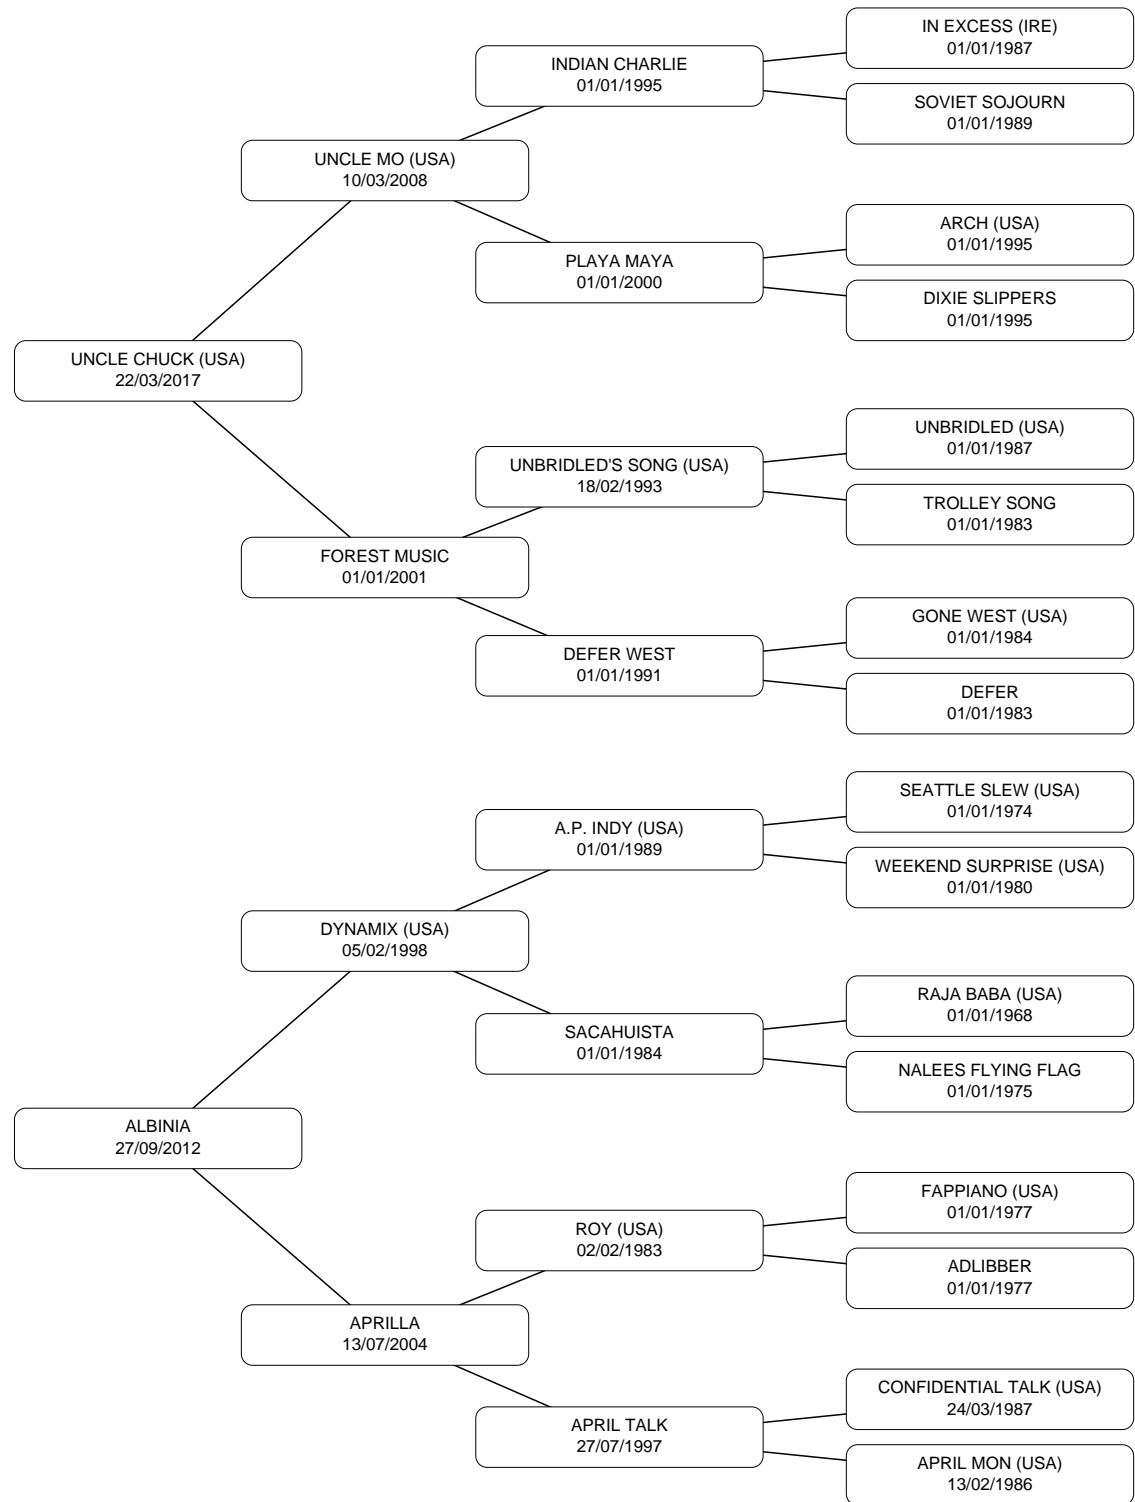 IN EXCESS (IRE)
01/01/1987
INDIAN CHARLIE
01/01/1995
SOVIET SOJOURN
01/01/1989
UNCLE MO (USA)
10/03/2008
ARCH (USA)
01/01/1995
PLAYA MAYA
01/01/2000
DIXIE SLIPPERS
01/01/1995
UNCLE CHUCK (USA)
22/03/2017
UNBRIDLED (USA)
01/01/1987
UNBRIDLED'S SONG (USA)
18/02/1993
TROLLEY SONG
01/01/1983
FOREST MUSIC
01/01/2001
GONE WEST (USA)
01/01/1984
DEFER WEST
01/01/1991
DEFER
01/01/1983
SEATTLE SLEW (USA)
01/01/1974
A.P. INDY (USA)
01/01/1989
WEEKEND SURPRISE (USA)
01/01/1980
DYNAMIX (USA)
05/02/1998
RAJA BABA (USA)
01/01/1968
SACAHUISTA
01/01/1984
NALEES FLYING FLAG
01/01/1975
ALBINIA
27/09/2012
FAPPIANO (USA)
01/01/1977
ROY (USA)
02/02/1983
ADLIBBER
01/01/1977
APRILLA
13/07/2004
CONFIDENTIAL TALK (USA)
24/03/1987
APRIL TALK
27/07/1997
APRIL MON (USA)
13/02/1986